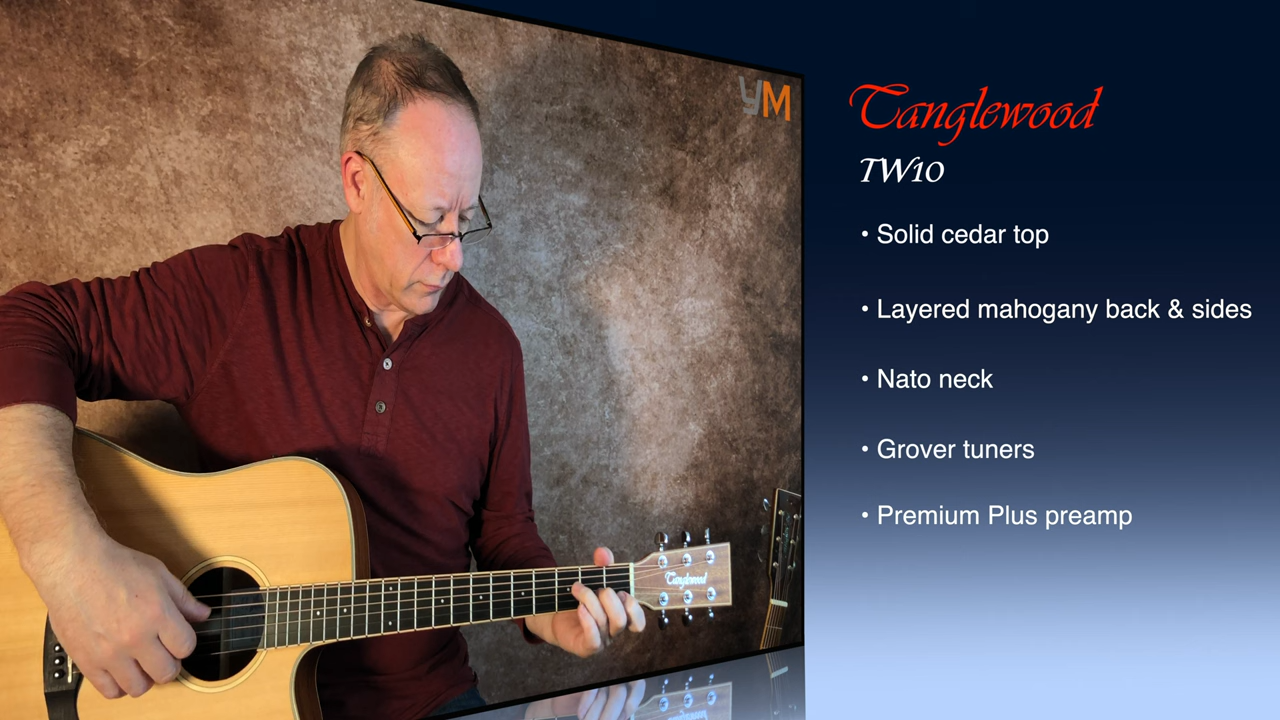 YM
Tanglewood
TW10
• Solid cedar top
• Layered mahogany back & sides
• Nato neck
• Grover tuners
• Premium Plus preamp
Tanglewood